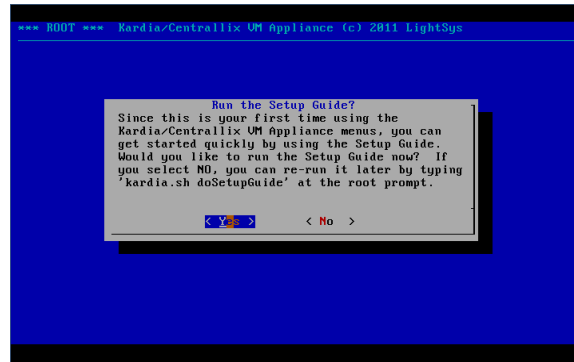 *** ROOT *** Kardia/Centrallix VM Appliance (c) 2011 LightSys
Run the Setup Guide?
Since this is your first time using the
Kardia/Centrallix VM Appliance menus, you can
get started quickly by using the Setup Guide.
Would you like to run the Setup Guide now? If
you select NO, you can re-run it later by typing
'kardia.sh doSetupGuide' at the root prompt.
< Yes > < No >